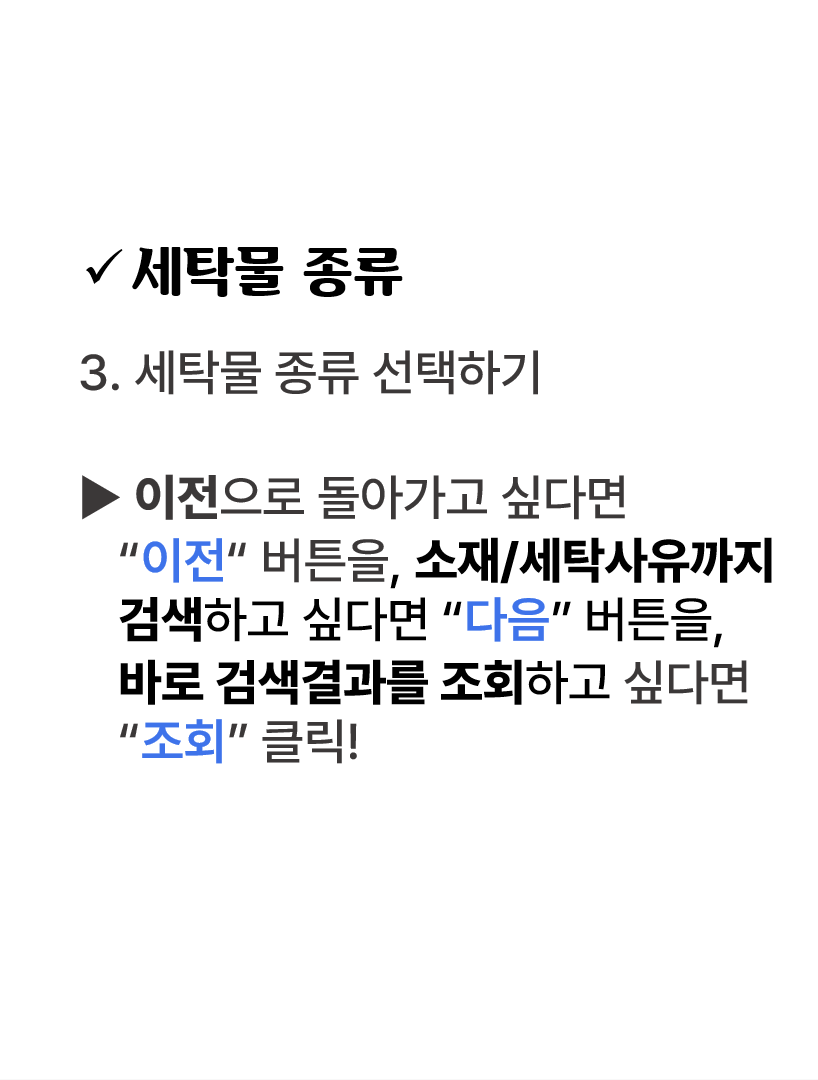 ✓세탁물 종류
3. 세탁물 종류 선택하기
▶ 이전으로 돌아가고 싶다면
“이전“ 버튼을, 소재/세탁사유까지
검색하고 싶다면 “다음” 버튼을,
바로 검색결과를 조회하고 싶다면
“조회” 클릭!